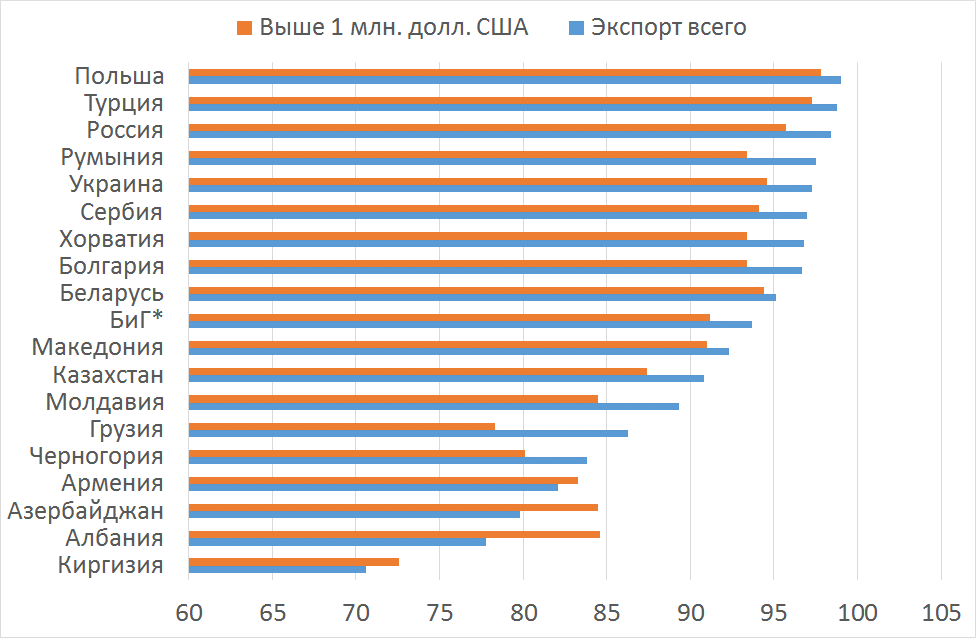 Выше 1 млн. долл. США Экспорт всего
Польша
Турция
Россия
Румыния
Украина
Сербия
Хорватия
Болгария
Беларусь
БиГ*
Македония
Казахстан
Молдавия
Грузия
Черногория
Армения
Азербайджан
Албания
Киргизия
60 65 70 75 80 85 90 95 100 105